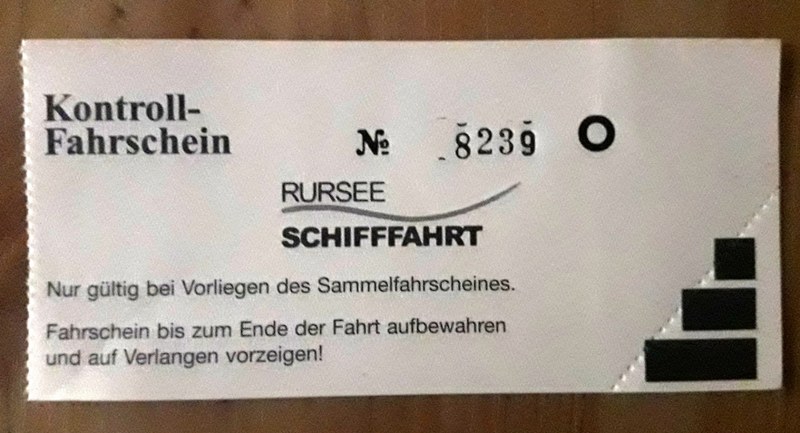 Kontroll-
Fahrschein
№ 8239 O
RURSEE
SCHIFFFAHRT
Nur gültig bei Vorliegen des Sammelfahrscheines.
Fahrschein bis zum Ende der Fahrt aufbewahren
und auf Verlangen vorzeigen!